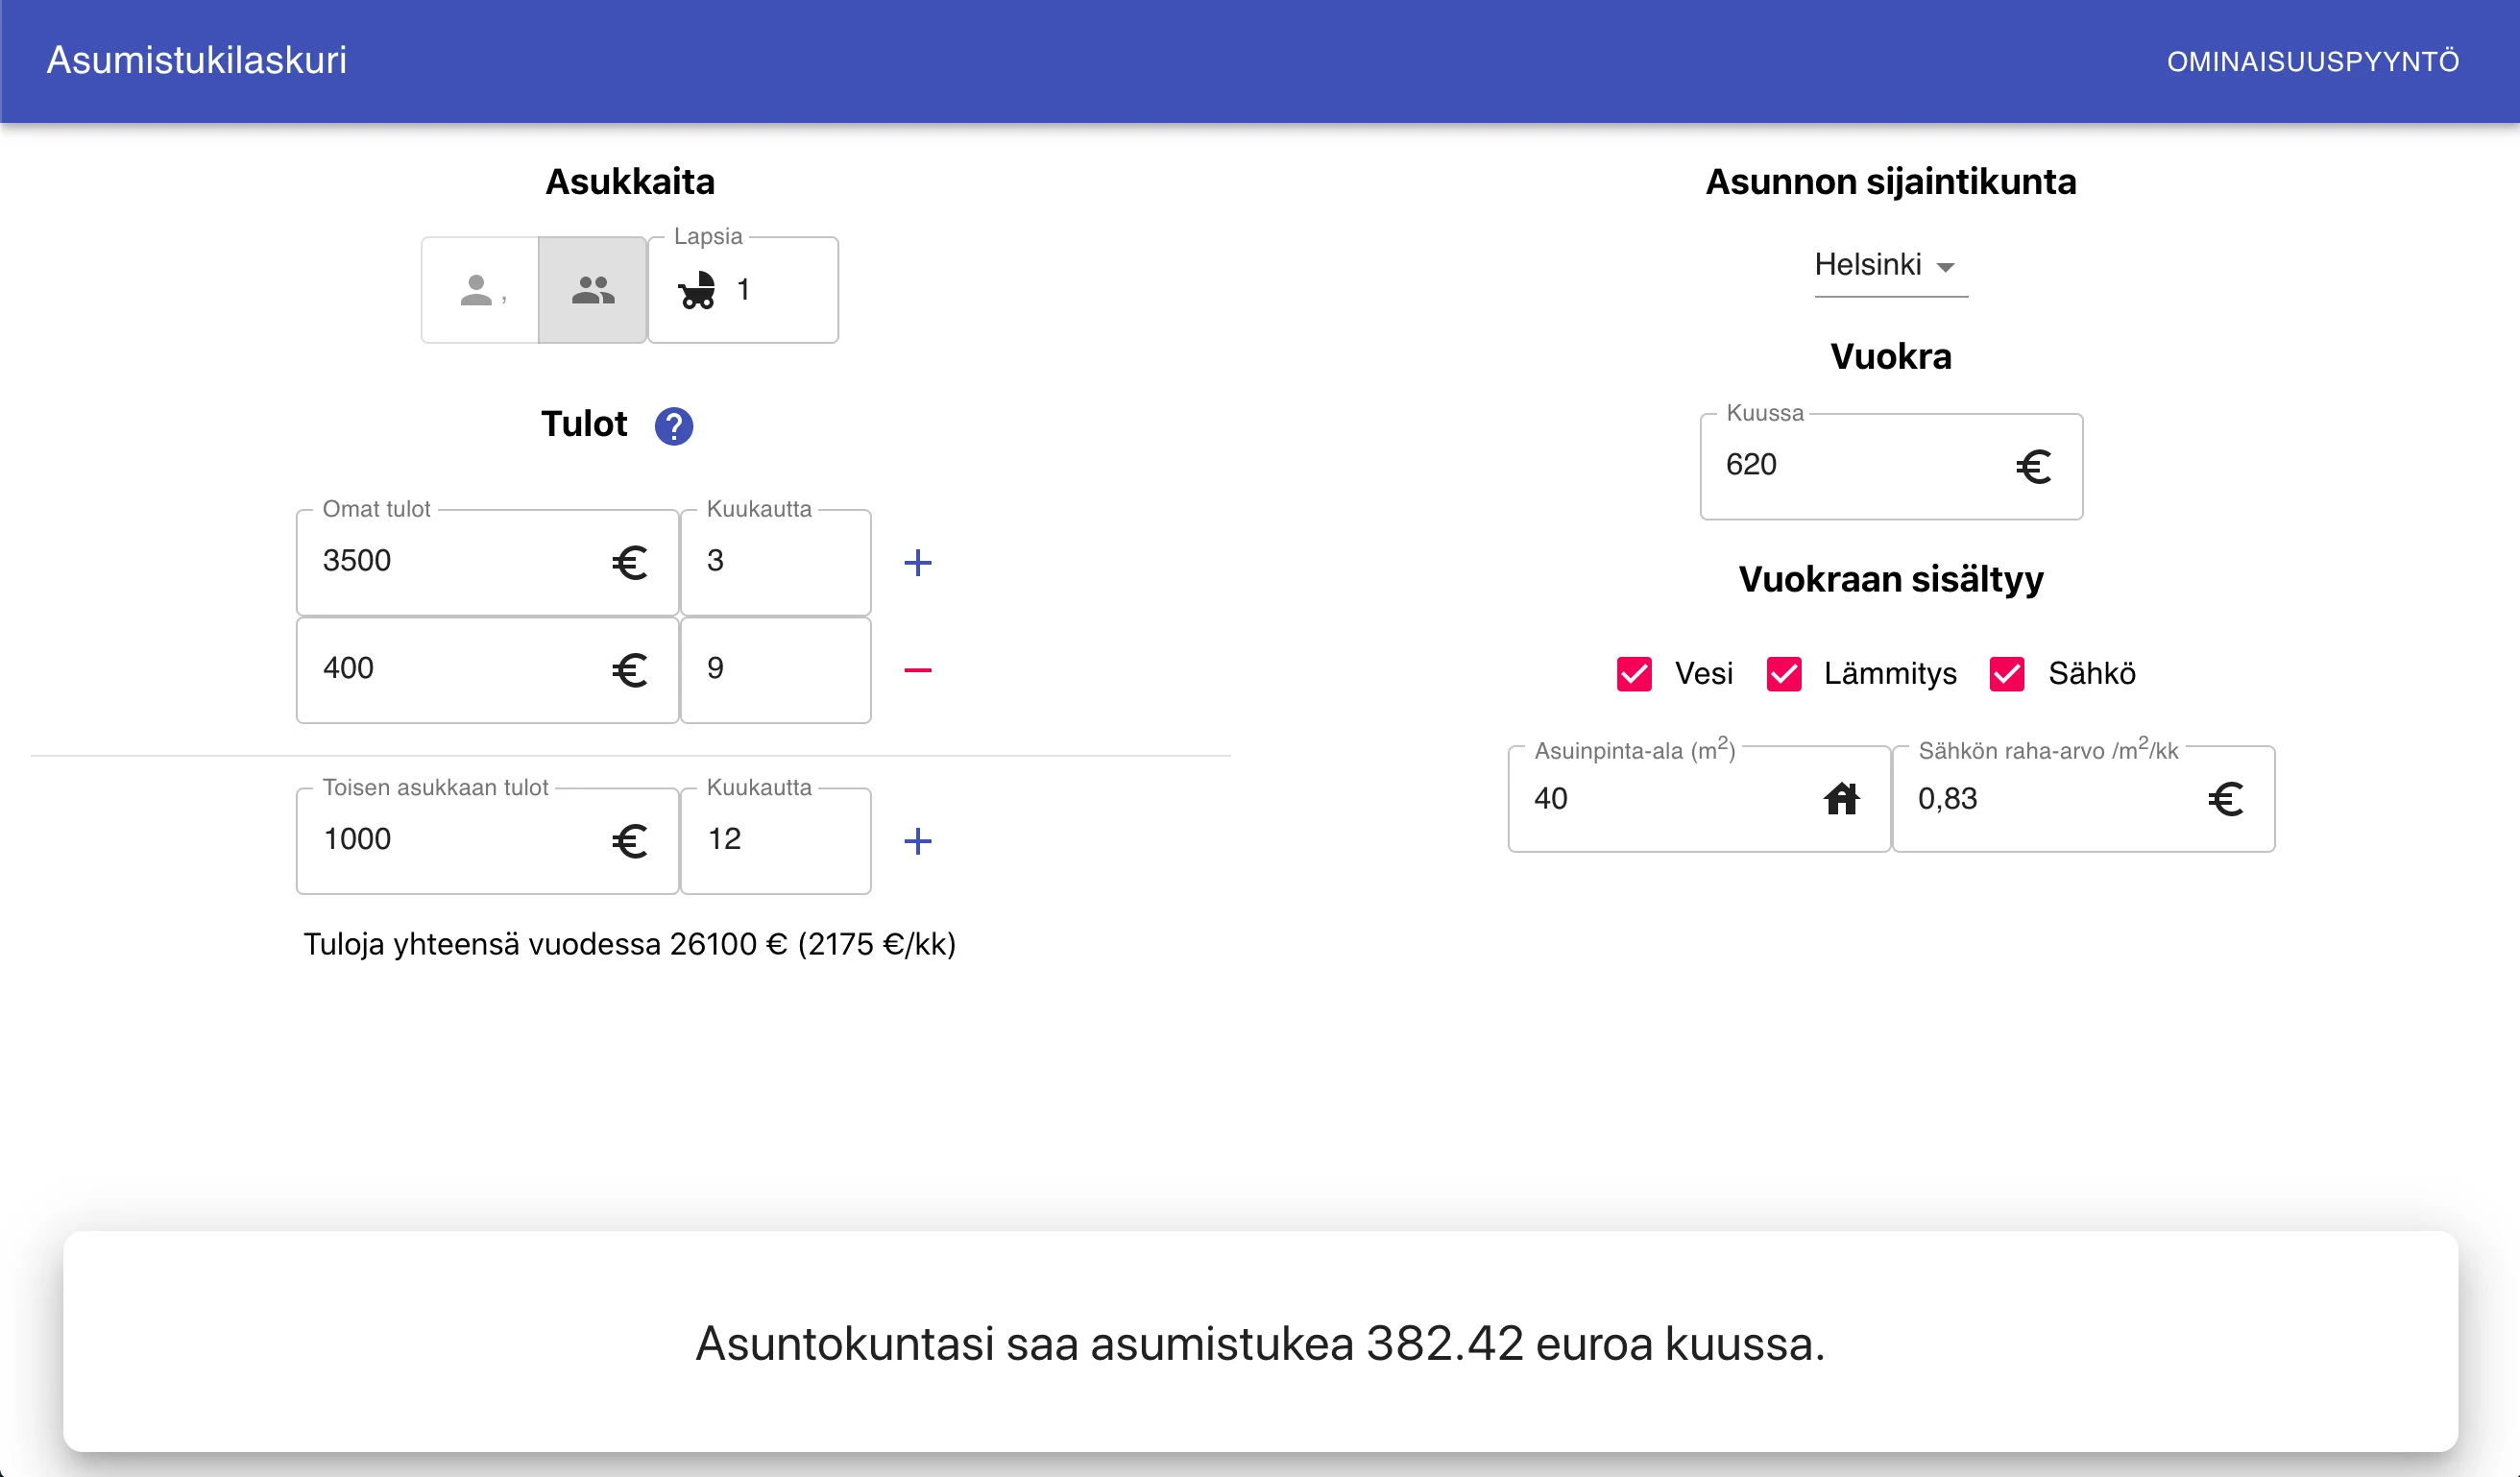 Asumistukilaskuri
OMINAISUUSPYYNTÖ
Asukkaita
,
Lapsia
1
Tulot ?
Omat tulot Kuukautta
3500 € 3 +
400 € 9 −
Toisen asukkaan tulot Kuukautta
1000 € 12 +
Tuloja yhteensä vuodessa 26100 € (2175 €/kk)
Asunnon sijaintikunta
Helsinki
Vuokra
Kuussa
620 €
Vuokraan sisältyy
Vesi Lämmitys Sähkö
Asuinpinta-ala (m²) Sähkön raha-arvo /m²/kk
40 0,83 €
Asuntokuntasi saa asumistukea 382.42 euroa kuussa.